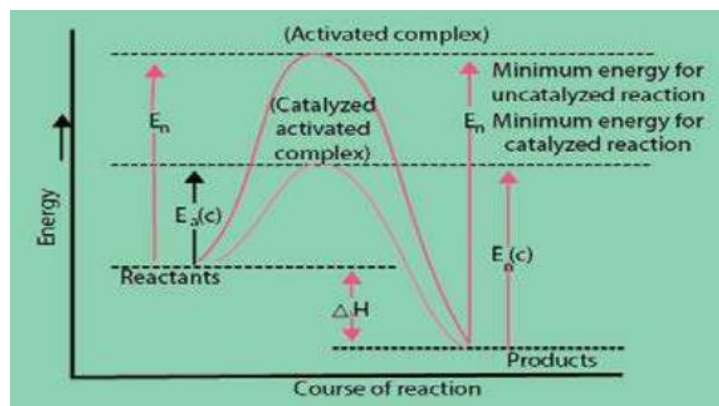 (Activated complex)
Minimum energy for
uncatalyzed reaction
En
(Catalyzed
activated
complex)
En
Minimum energy for
catalyzed reaction
Energy
Ea(c)
En(c)
Reactants
△H
Products
Course of reaction